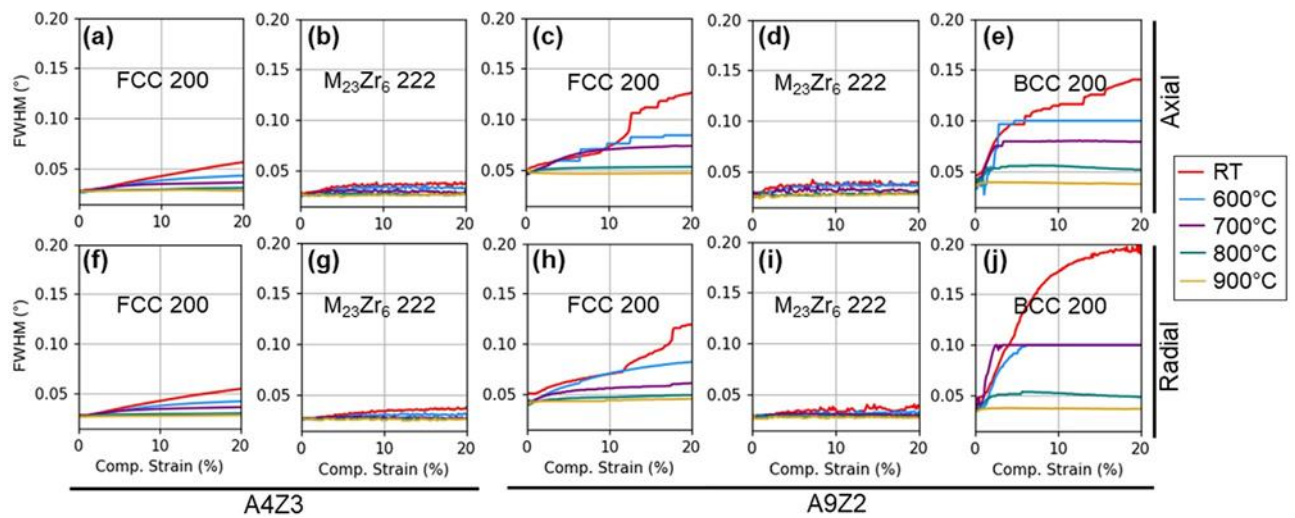 (a) (b) (c) (d) (e)
FCC 200 M₂₃Zr₆ 222 FCC 200 M₂₃Zr₆ 222 BCC 200
FWHM (°)
0.20 0.20 0.20 0.20 0.20
0.15 0.15 0.15 0.15 0.15
0.10 0.10 0.10 0.10 0.10
0.05 0.05 0.05 0.05 0.05
0 10 20 0 10 20 0 10 20 0 10 20 0 10 20
Axial
(f) (g) (h) (i) (j)
FCC 200 M₂₃Zr₆ 222 FCC 200 M₂₃Zr₆ 222 BCC 200
FWHM (°)
0.20 0.20 0.20 0.20 0.20
0.15 0.15 0.15 0.15 0.15
0.10 0.10 0.10 0.10 0.10
0.05 0.05 0.05 0.05 0.05
0 10 20 0 10 20 0 10 20 0 10 20 0 10 20
Comp. Strain (%) Comp. Strain (%) Comp. Strain (%) Comp. Strain (%) Comp. Strain (%)
Radial
A4Z3 A9Z2
RT
600°C
700°C
800°C
900°C